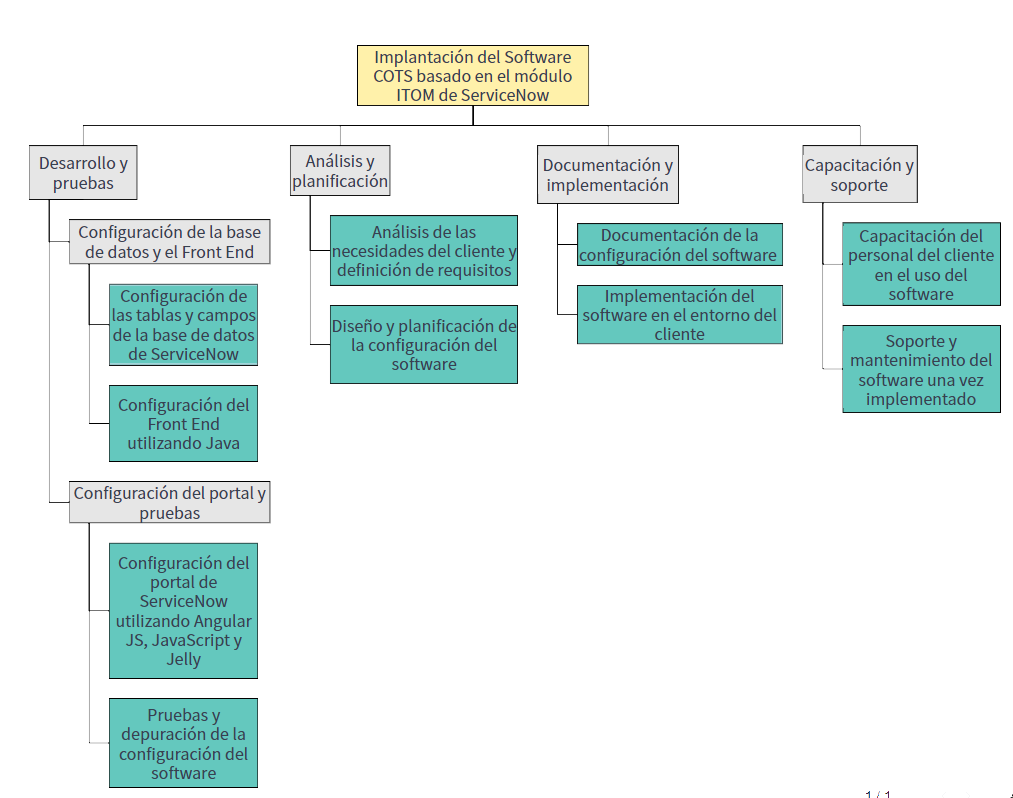 Implantación del Software
COTS basado en el módulo
ITOM de ServiceNow
Desarrollo y
pruebas
Configuración de la base
de datos y el Front End
Configuración de
las tablas y campos
de la base de datos
de ServiceNow
Configuración del
Front End
utilizando Java
Configuración del portal y
pruebas
Configuración del
portal de
ServiceNow
utilizando Angular
JS, JavaScript y
Jelly
Pruebas y
depuración de la
configuración del
software
Análisis y
planificación
Análisis de las
necesidades del cliente y
definición de requisitos
Diseño y planificación de
la configuración del
software
Documentación y
implementación
Documentación de la
configuración del software
Implementación del
software en el entorno del
cliente
Capacitación y
soporte
Capacitación del
personal del cliente
en el uso del
software
Soporte y
mantenimiento del
software una vez
implementado
1 / 1